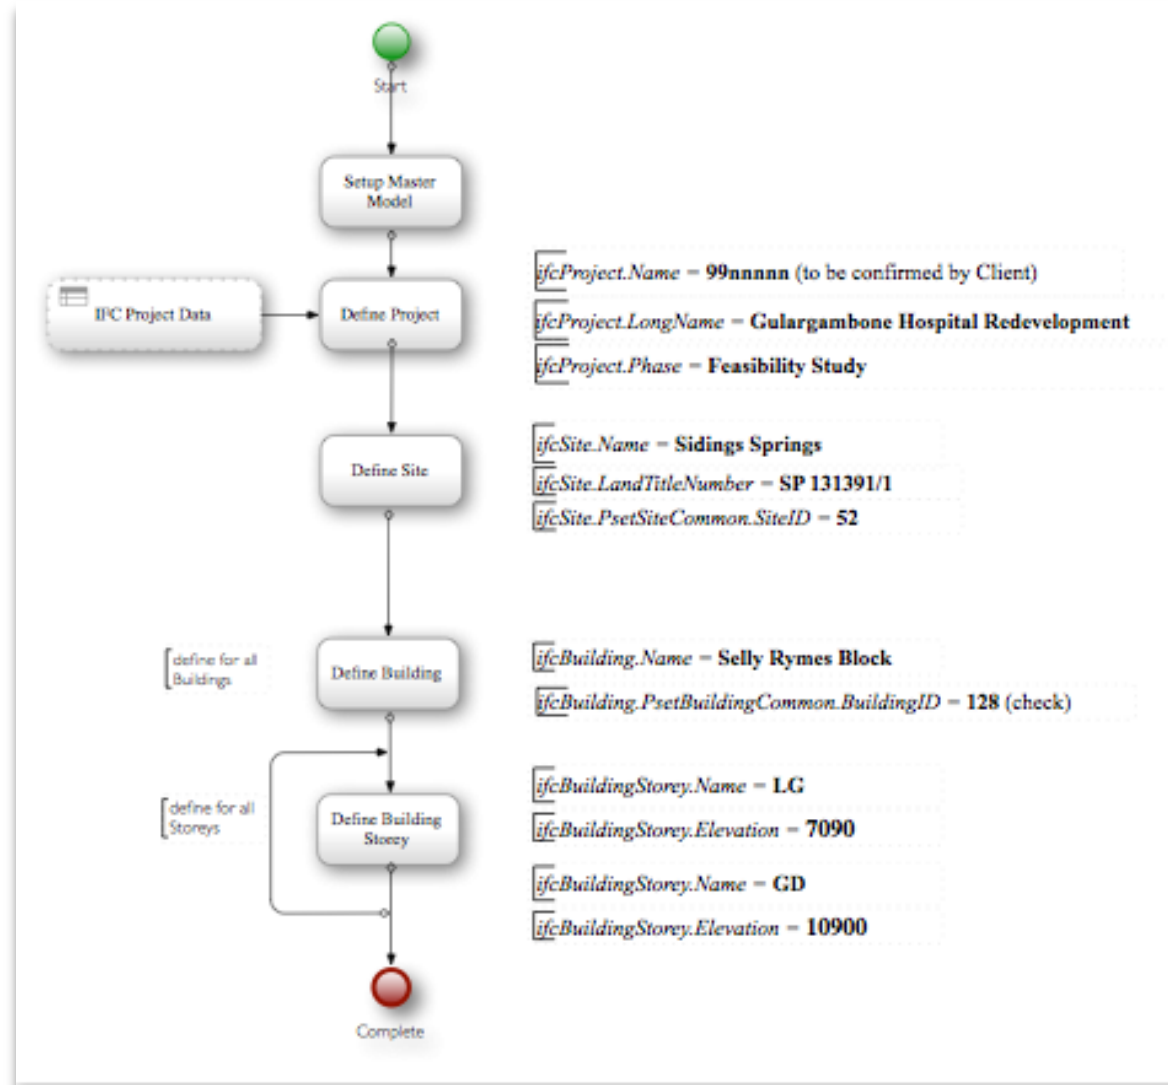 Start
Setup Master
Model
ifcProject.Name = 99nnnnn (to be confirmed by Client)
IFC Project Data
Define Project
ifcProject.LongName = Gulargambone Hospital Redevelopment
ifcProject.Phase = Feasibility Study
ifcSite.Name = Sidings Springs
Define Site
ifcSite.LandTitleNumber = SP 131391/1
ifcSite.PsetSiteCommon.SiteID = 52
define for all
Buildings
Define Building
ifcBuilding.Name = Selly Rymes Block
ifcBuilding.PsetBuildingCommon.BuildingID = 128 (check)
ifcBuildingStorey.Name = LG
define for all
Storeys
Define Building
Storey
ifcBuildingStorey.Elevation = 7090
ifcBuildingStorey.Name = GD
ifcBuildingStorey.Elevation = 10900
Complete